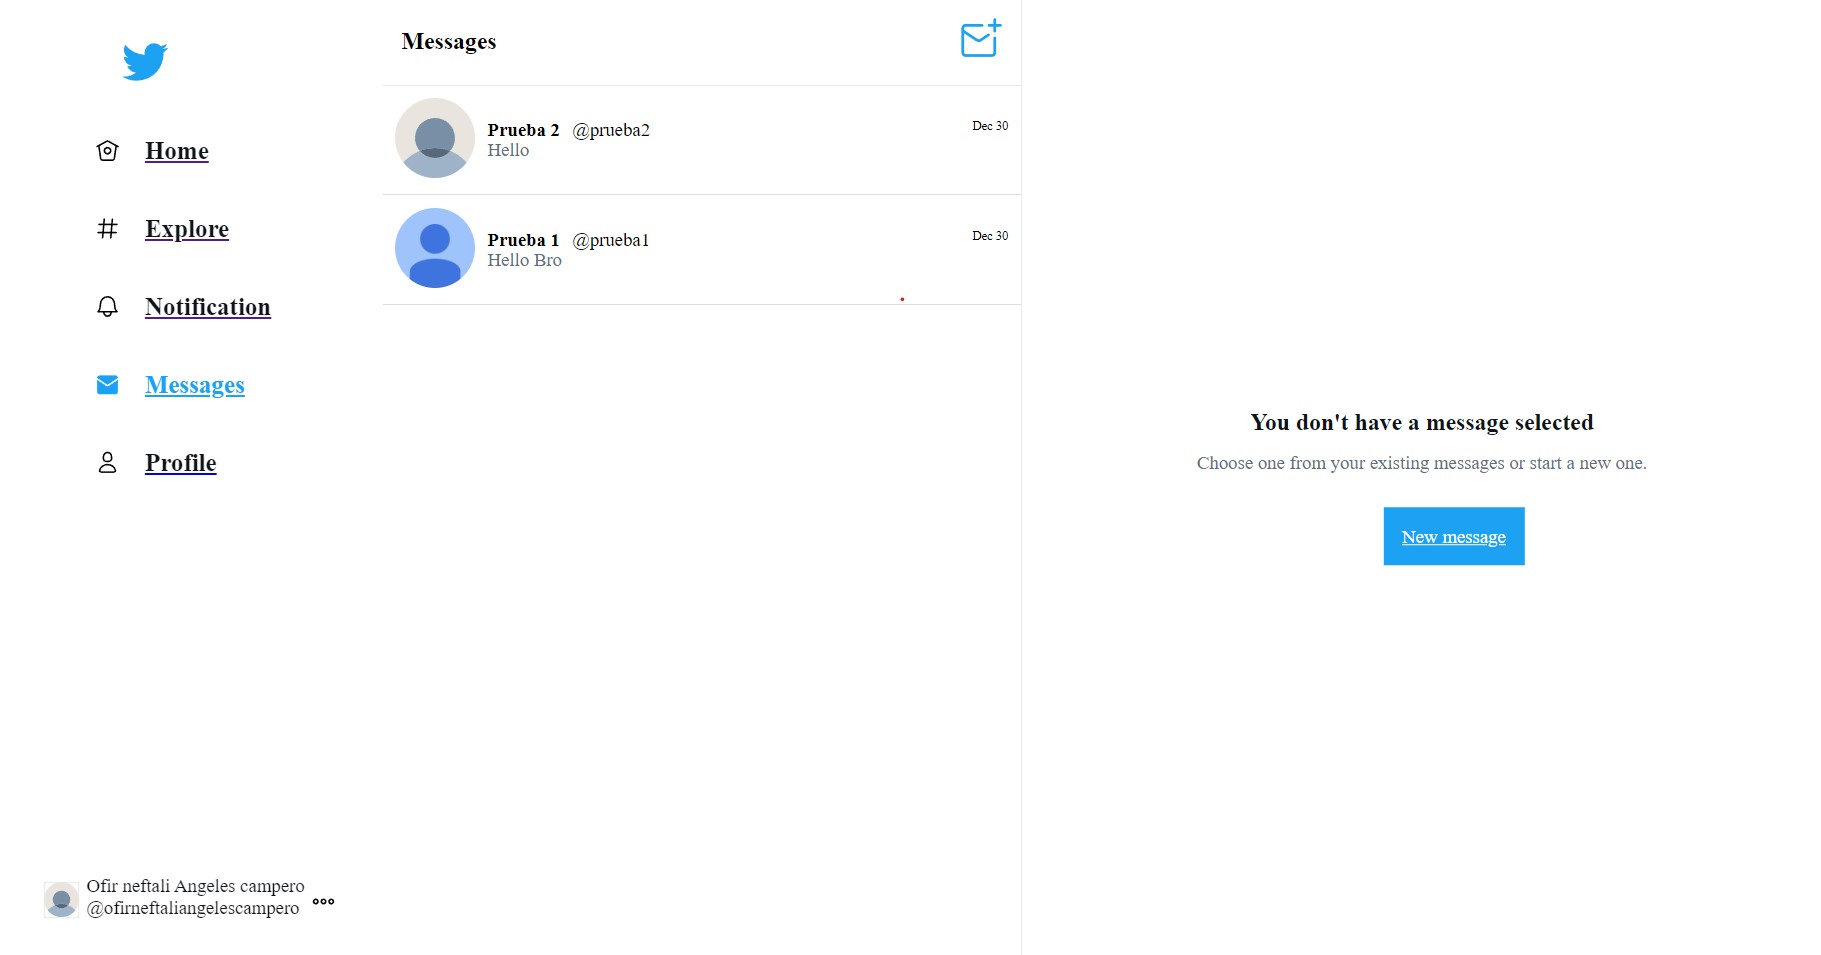 Home
Explore
Notification
Messages
Profile
Ofir neftali Angeles campero
@ofirneftaliangelescampero
Messages
Prueba 2 @prueba2 Dec 30
Hello
Prueba 1 @prueba1 Dec 30
Hello Bro
You don't have a message selected
Choose one from your existing messages or start a new one.
New message